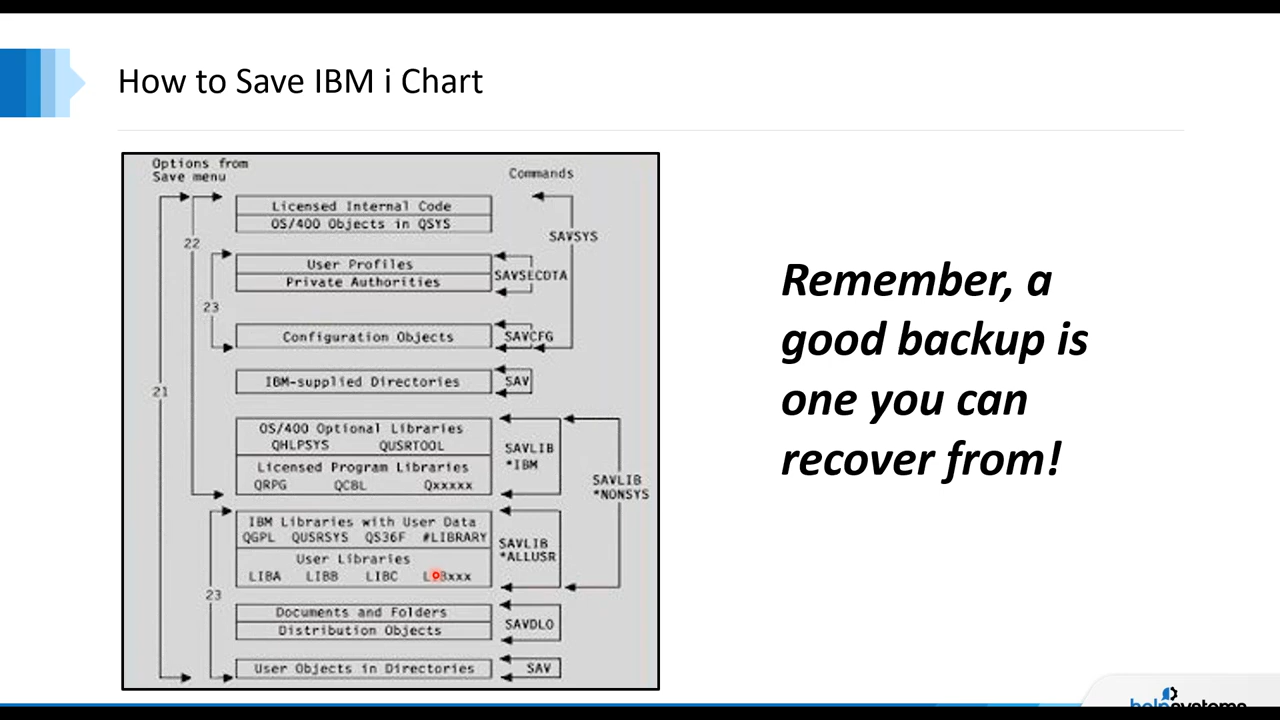 How to Save IBM i Chart
Options from
Save menu
Commands
Licensed Internal Code
OS/400 Objects in QSYS
SAVSYS
22
User Profiles
Private Authorities
SAVSECDTA
23
Configuration Objects
SAVCFG
IBM-supplied Directories
SAV
21
OS/400 Optional Libraries
QHLPSYS QUSRTOOL
Licensed Program Libraries
QRPG QCBL Qxxxxx
SAVLIB
*IBM
SAVLIB
*NONSYS
IBM Libraries with User Data
QGPL QUSRSYS QS36F #LIBRARY
User Libraries
LIBA LIBB LIBC
SAVLIB
*ALLUSR
23
Documents and Folders
Distribution Objects
SAVDLO
User Objects in Directories
SAV
Remember, a
good backup is
one you can
recover from!